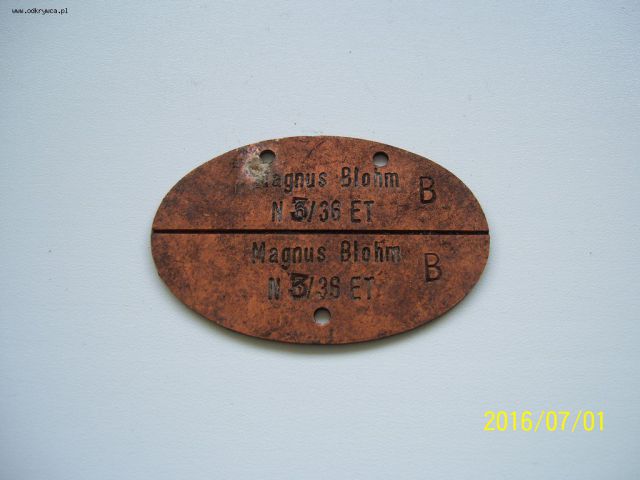 www.odkrywca.pl
Magnus Blohm
B
N 3/36 ET
Magnus Blohm
B
N 3/36 ET
2016/07/01